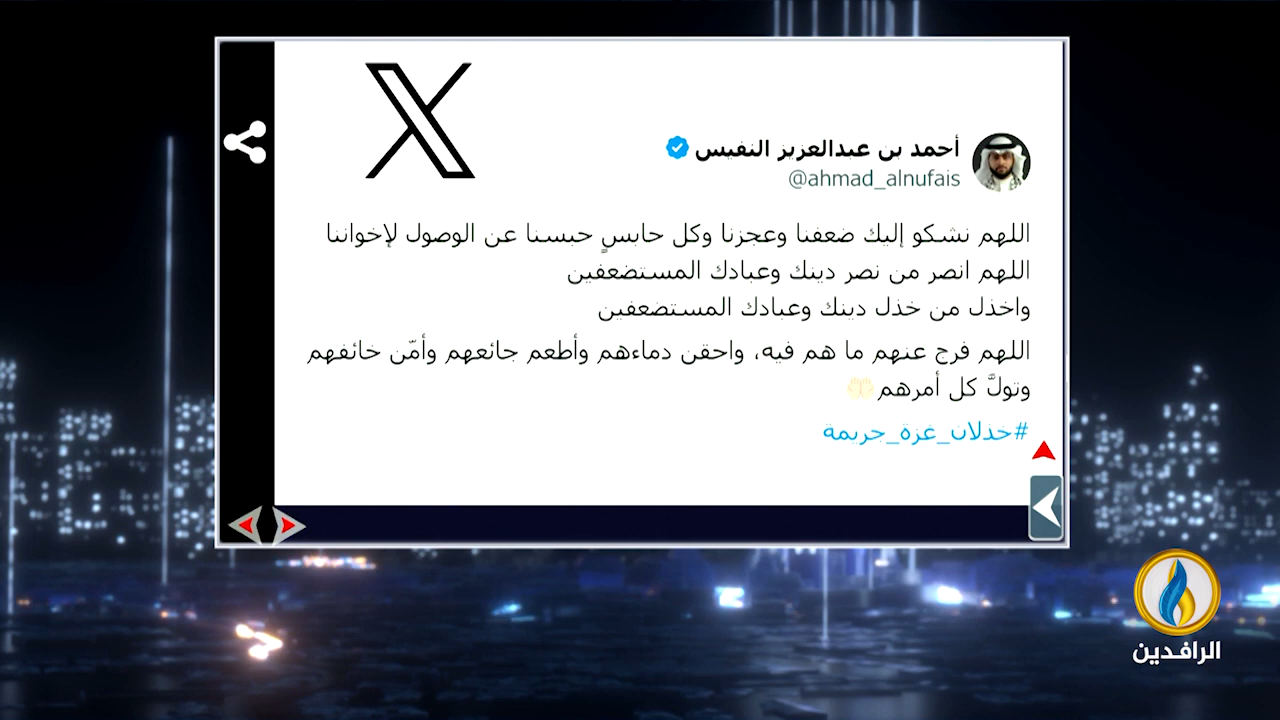 أحمد بن عبدالعزيز النفيس
@ahmad_alnufais
اللهم نشكو إليك ضعفنا وعجزنا وكل حابسٍ حبسنا عن الوصول لإخواننا
اللهم انصر من نصر دينك وعبادك المستضعفين
واخذل من خذل دينك وعبادك المستضعفين
اللهم فرج عنهم ما هم فيه، واحقن دماءهم وأطعم جائعهم وأمّن خائفهم
وتولَّ كل أمرهم🤲🏻
#خذلان_غزة_جريمة
الرافدين